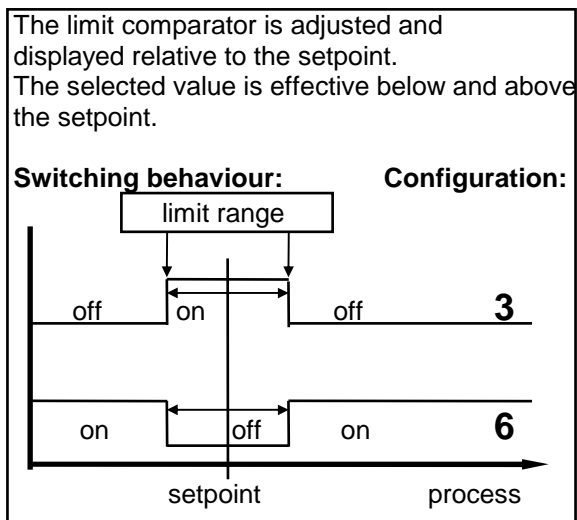 The limit comparator is adjusted and
displayed relative to the setpoint.
The selected value is effective below and above
the setpoint.
Switching behaviour: Configuration:
limit range
off on off 3
on off on 6
setpoint process